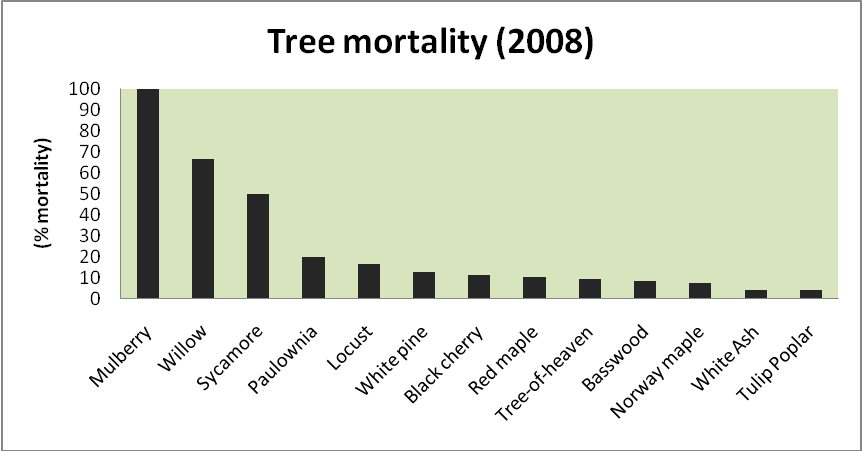 Tree mortality (2008)
(% mortality)
100
90
80
70
60
50
40
30
20
10
0
Mulberry
Willow
Sycamore
Paulownia
Locust
White pine
Black cherry
Red maple
Tree-of-heaven
Basswood
Norway maple
White Ash
Tulip Poplar